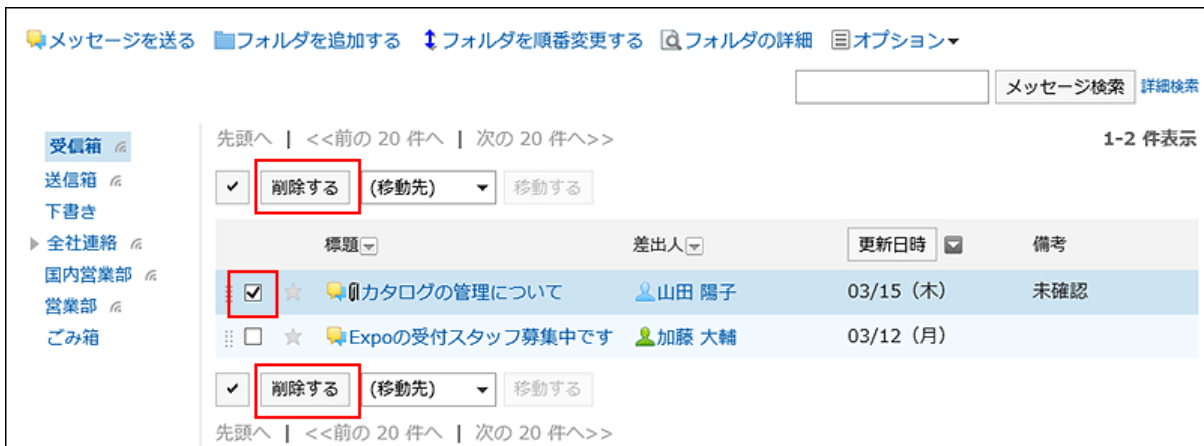 メッセージを送る フォルダを追加する フォルダを順番変更する フォルダの詳細 オプション
メッセージ検索 詳細検索
受信箱
送信箱
下書き
全社連絡
国内営業部
営業部
ごみ箱
先頭へ | <<前の 20 件へ | 次の 20 件へ>> 1-2 件表示
削除する (移動先) 移動する
標題 差出人 更新日時 備考
カタログの管理について 山田 陽子 03/15（木） 未確認
Expoの受付スタッフ募集中です 加藤 大輔 03/12（月）
削除する (移動先) 移動する
先頭へ | <<前の 20 件へ | 次の 20 件へ>>